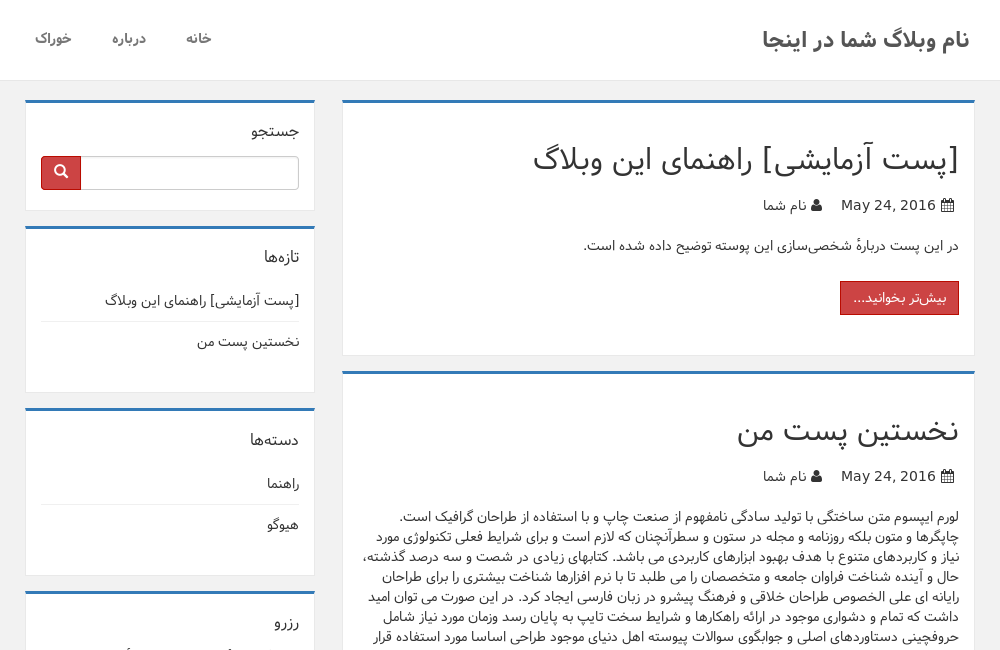 نام وبلاگ شما در اینجا
خانه
درباره
خوراک
[پست آزمایشی] راهنمای این وبلاگ
May 24, 2016 نام شما
در این پست دربارهٔ شخصی‌سازی این پوسته توضیح داده شده است.
بیش‌تر بخوانید...
نخستین پست من
May 24, 2016 نام شما
لورم ایپسوم متن ساختگی با تولید سادگی نامفهوم از صنعت چاپ و با استفاده از طراحان گرافیک است.
چاپگرها و متون بلکه روزنامه و مجله در ستون و سطرآنچنان که لازم است و برای شرایط فعلی تکنولوژی مورد
نیاز و کاربردهای متنوع با هدف بهبود ابزارهای کاربردی می باشد. کتابهای زیادی در شصت و سه درصد گذشته،
حال و آینده شناخت فراوان جامعه و متخصصان را می طلبد تا با نرم افزارها شناخت بیشتری را برای طراحان
رایانه ای علی الخصوص طراحان خلاقی و فرهنگ پیشرو در زبان فارسی ایجاد کرد. در این صورت می توان امید
داشت که تمام و دشواری موجود در ارائه راهکارها و شرایط سخت تایپ به پایان رسد وزمان مورد نیاز شامل
حروفچینی دستاوردهای اصلی و جوابگوی سوالات پیوسته اهل دنیای موجود طراحی اساسا مورد استفاده قرار
جستجو
تازه‌ها
[پست آزمایشی] راهنمای این وبلاگ
نخستین پست من
دسته‌ها
راهنما
هیوگو
رزرو